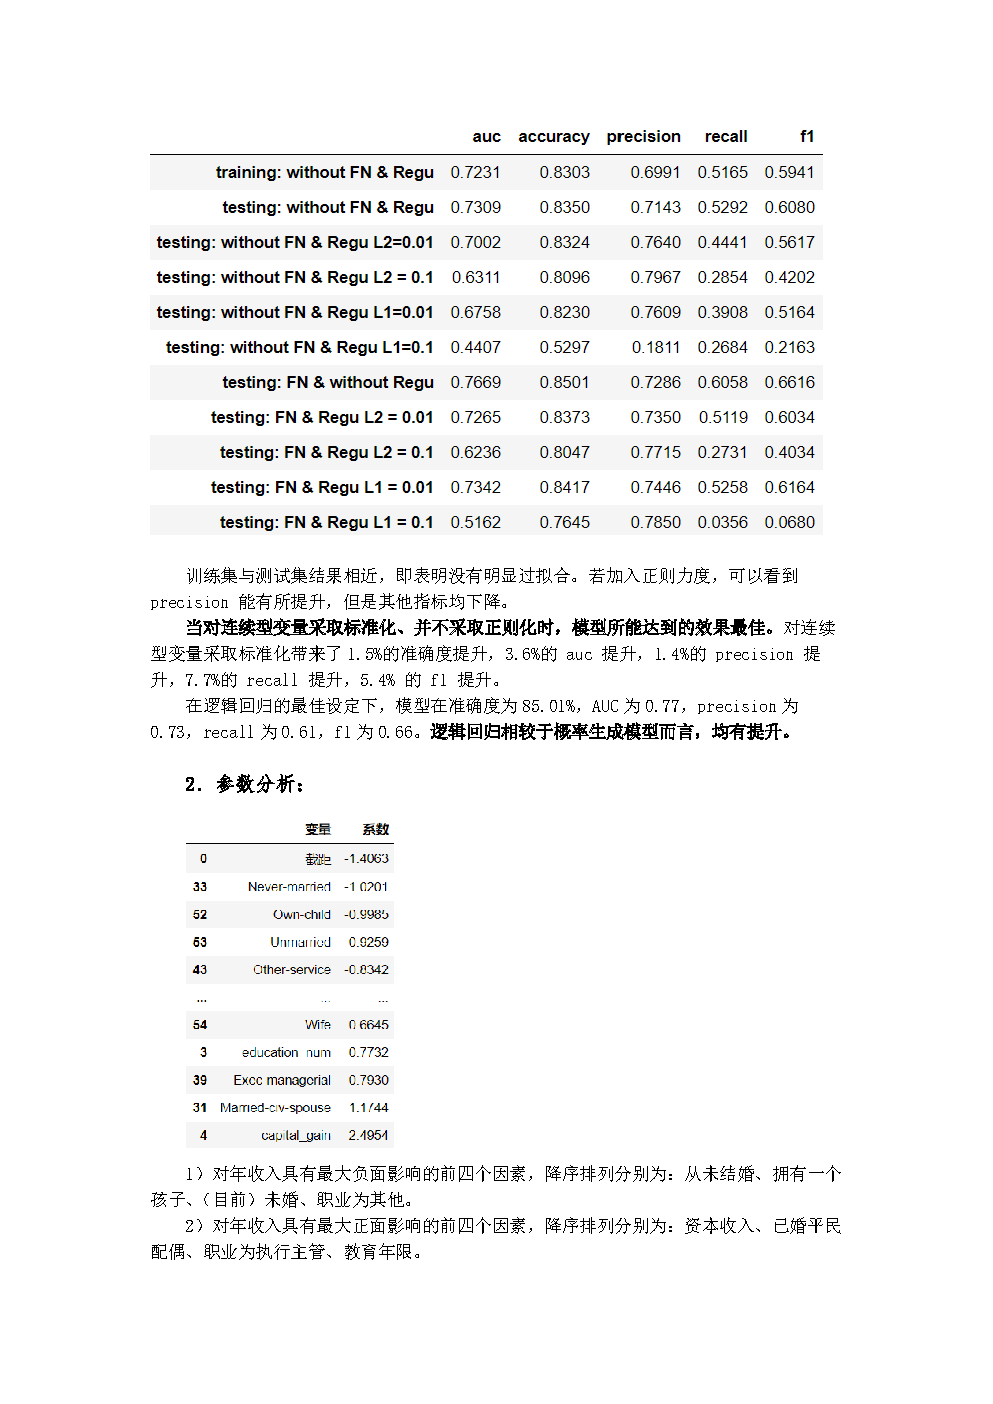 auc accuracy precision recall f1
training: without FN & Regu 0.7231 0.8303 0.6991 0.5165 0.5941
testing: without FN & Regu 0.7309 0.8350 0.7143 0.5292 0.6080
testing: without FN & Regu L2=0.01 0.7002 0.8324 0.7640 0.4441 0.5617
testing: without FN & Regu L2 = 0.1 0.6311 0.8096 0.7967 0.2854 0.4202
testing: without FN & Regu L1=0.01 0.6758 0.8230 0.7609 0.3908 0.5164
testing: without FN & Regu L1=0.1 0.4407 0.5297 0.1811 0.2684 0.2163
testing: FN & without Regu 0.7669 0.8501 0.7286 0.6058 0.6616
testing: FN & Regu L2 = 0.01 0.7265 0.8373 0.7350 0.5119 0.6034
testing: FN & Regu L2 = 0.1 0.6236 0.8047 0.7715 0.2731 0.4034
testing: FN & Regu L1 = 0.01 0.7342 0.8417 0.7446 0.5258 0.6164
testing: FN & Regu L1 = 0.1 0.5162 0.7645 0.7850 0.0356 0.0680
训练集与测试集结果相近，即表明没有明显过拟合。若加入正则力度，可以看到
precision 能有所提升，但是其他指标均下降。
当对连续型变量采取标准化、并不采取正则化时，模型所能达到的效果最佳。对连续
型变量采取标准化带来了1.5%的准确度提升，3.6%的 auc 提升，1.4%的 precision 提
升，7.7%的 recall 提升，5.4% 的 f1 提升。
在逻辑回归的最佳设定下，模型在准确度为85.01%，AUC为0.77，precision为
0.73，recall为0.61，f1为0.66。逻辑回归相较于概率生成模型而言，均有提升。
2. 参数分析：
变量 系数
0 截距 -1.4063
33 Never-married -1.0201
52 Own-child -0.9985
53 Unmarried 0.9259
43 Other-service -0.8342
... ... ...
54 Wife 0.6645
3 education_num 0.7732
39 Exec managerial 0.7930
31 Married-civ-spouse 1.1744
4 capital_gain 2.4954
1）对年收入具有最大负面影响的前四个因素，降序排列分别为：从未结婚、拥有一个
孩子、（目前）未婚、职业为其他。
2）对年收入具有最大正面影响的前四个因素，降序排列分别为：资本收入、已婚平民
配偶、职业为执行主管、教育年限。